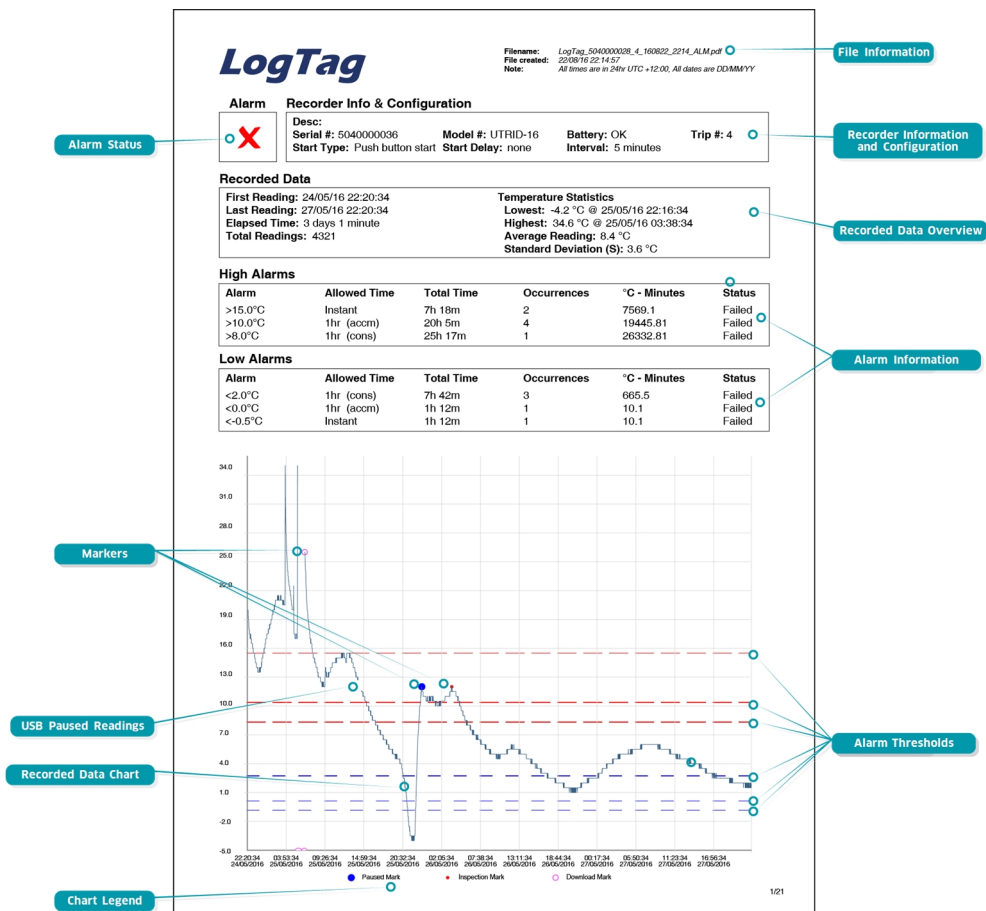 LogTag
Filename: LogTag_5040000028_4_160822_2214_ALM.pdf
File created: 22/08/16 22:14:57
Note: All times are in 24hr UTC +12:00, All dates are DD/MM/YY
File Information
Alarm
Recorder Info & Configuration
Desc:
Serial #: 5040000036 Model #: UTRID-16 Battery: OK Trip #: 4
Start Type: Push button start Start Delay: none Interval: 5 minutes
Alarm Status
Recorder Information
and Configuration
Recorded Data
First Reading: 24/05/16 22:20:34
Last Reading: 27/05/16 22:20:34
Elapsed Time: 3 days 1 minute
Total Readings: 4321
Temperature Statistics
Lowest: -4.2 °C @ 25/05/16 22:16:34
Highest: 34.6 °C @ 25/05/16 03:38:34
Average Reading: 8.4 °C
Standard Deviation (S): 3.6 °C
Recorded Data Overview
High Alarms
Alarm Allowed Time Total Time Occurrences °C - Minutes Status
>15.0°C Instant 7h 18m 2 7569.1 Failed
>10.0°C 1hr (accm) 20h 5m 4 19445.81 Failed
>8.0°C 1hr (cons) 25h 17m 1 26332.81 Failed
Low Alarms
Alarm Allowed Time Total Time Occurrences °C - Minutes Status
<2.0°C 1hr (cons) 7h 42m 3 665.5 Failed
<0.0°C 1hr (accm) 1h 12m 1 10.1 Failed
<-0.5°C Instant 1h 12m 1 10.1 Failed
Alarm Information
34.0
31.0
28.0
25.0
22.0
19.0
16.0
13.0
10.0
7.0
4.0
1.0
-2.0
-5.0
Markers
USB Paused Readings
Recorded Data Chart
Alarm Thresholds
22:20:34 03:53:34 09:26:34 14:59:34 20:32:34 02:05:34 07:38:34 13:11:34 18:44:34 00:17:34 05:50:34 11:23:34 16:56:34
24/05/2016 25/05/2016 25/05/2016 25/05/2016 25/05/2016 26/05/2016 26/05/2016 26/05/2016 26/05/2016 27/05/2016 27/05/2016 27/05/2016 27/05/2016
Paused Mark Inspection Mark Download Mark
Chart Legend
1/21